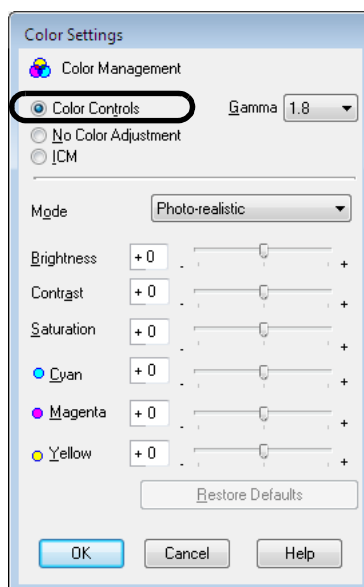 Color Settings
Color Management
Color Controls
Gamma 1.8
No Color Adjustment
ICM
Mode Photo-realistic
Brightness +0 - +
Contrast +0 - +
Saturation +0 - +
Cyan +0 - +
Magenta +0 - +
Yellow +0 - +
Restore Defaults
OK Cancel Help